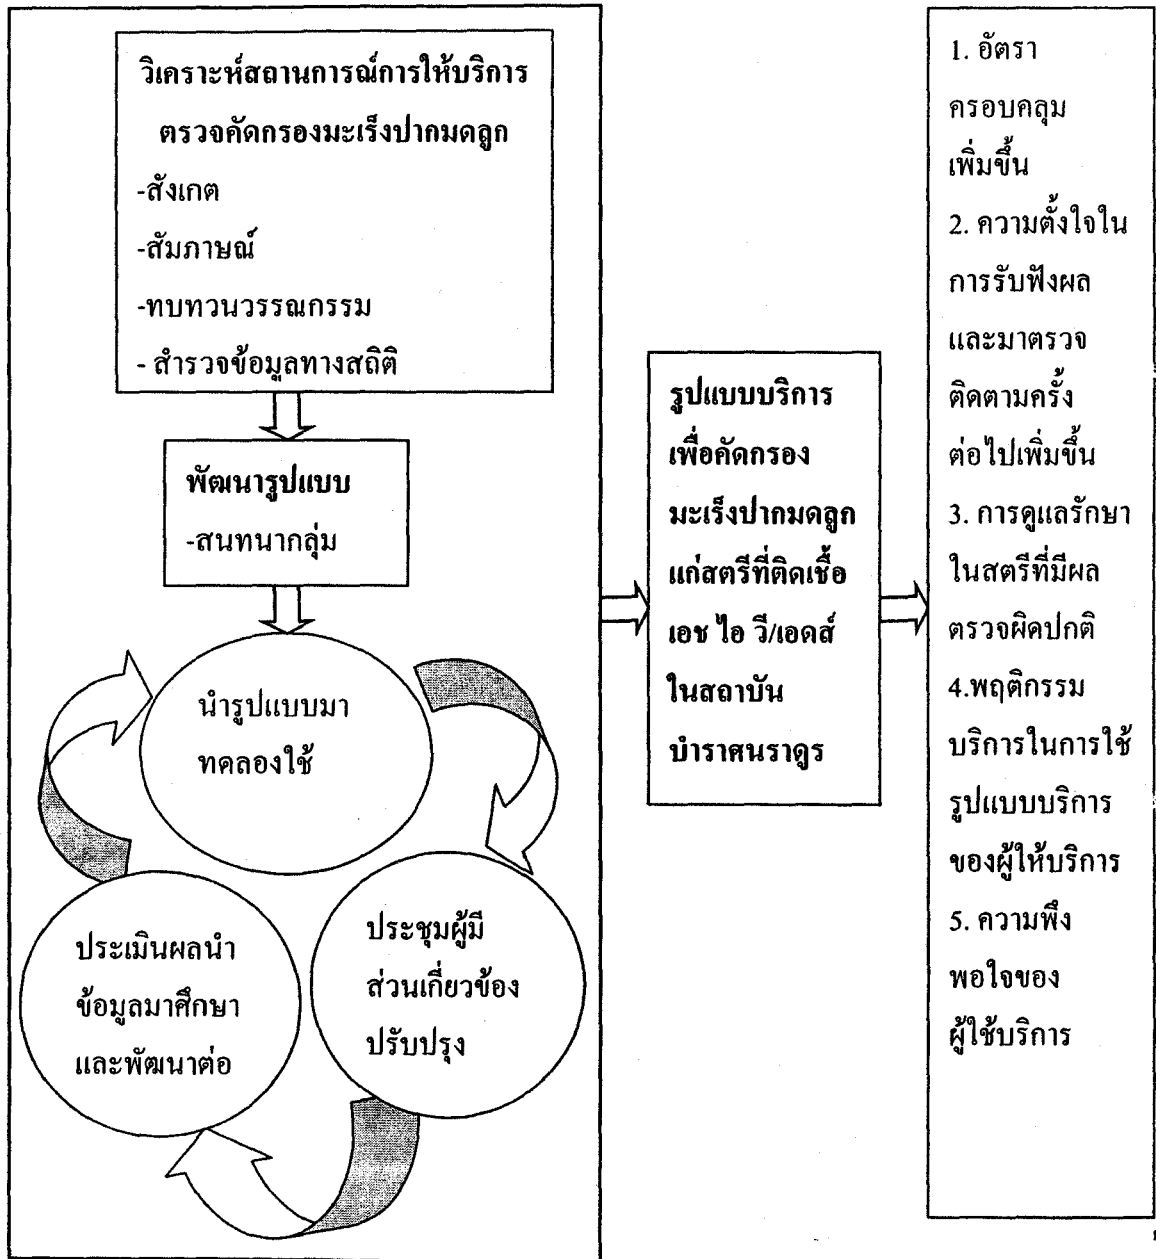 วิเคราะห์สถานการณ์การให้บริการ
ตรวจคัดกรองมะเร็งปากมดลูก
-สังเกต
-สัมภาษณ์
-ทบทวนวรรณกรรม
- สำรวจข้อมูลทางสถิติ
พัฒนารูปแบบ
-สนทนากลุ่ม
นำรูปแบบมา
ทดลองใช้
ประชุมผู้มี
ส่วนเกี่ยวข้อง
ปรับปรุง
ประเมินผลนำ
ข้อมูลมาศึกษา
และพัฒนาต่อ
รูปแบบบริการ
เพื่อคัดกรอง
มะเร็งปากมดลูก
แก่สตรีที่ติดเชื้อ
เอช ไอ วี/เอดส์
ในสถาบัน
บำราศนราดูร
1. อัตรา
ครอบคลุม
เพิ่มขึ้น
2. ความตั้งใจใน
การรับฟังผล
และมาตรวจ
ติดตามครั้ง
ต่อไปเพิ่มขึ้น
3. การดูแลรักษา
ในสตรีที่มีผล
ตรวจผิดปกติ
4.พฤติกรรม
บริการในการใช้
รูปแบบบริการ
ของผู้ให้บริการ
5. ความพึง
พอใจของ
ผู้ใช้บริการ